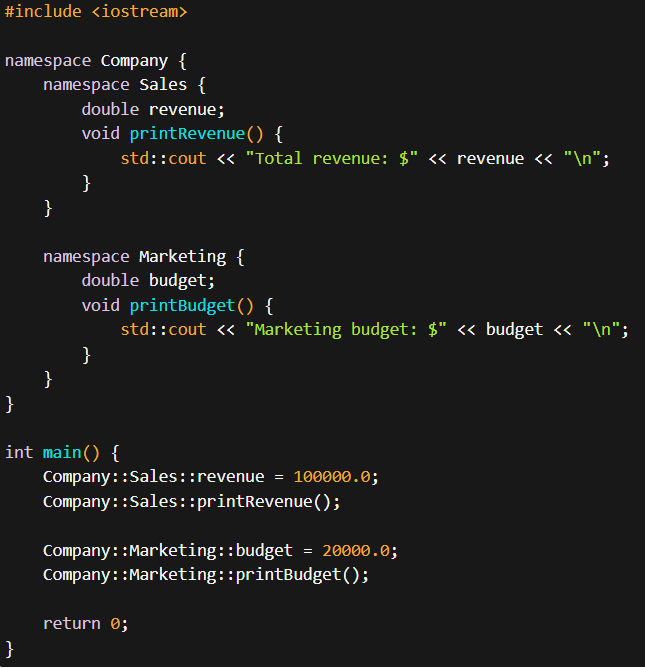 #include <iostream>

namespace Company {
    namespace Sales {
        double revenue;
        void printRevenue() {
            std::cout << "Total revenue: $" << revenue << "\n";
        }
    }

    namespace Marketing {
        double budget;
        void printBudget() {
            std::cout << "Marketing budget: $" << budget << "\n";
        }
    }
}

int main() {
    Company::Sales::revenue = 100000.0;
    Company::Sales::printRevenue();

    Company::Marketing::budget = 20000.0;
    Company::Marketing::printBudget();

    return 0;
}